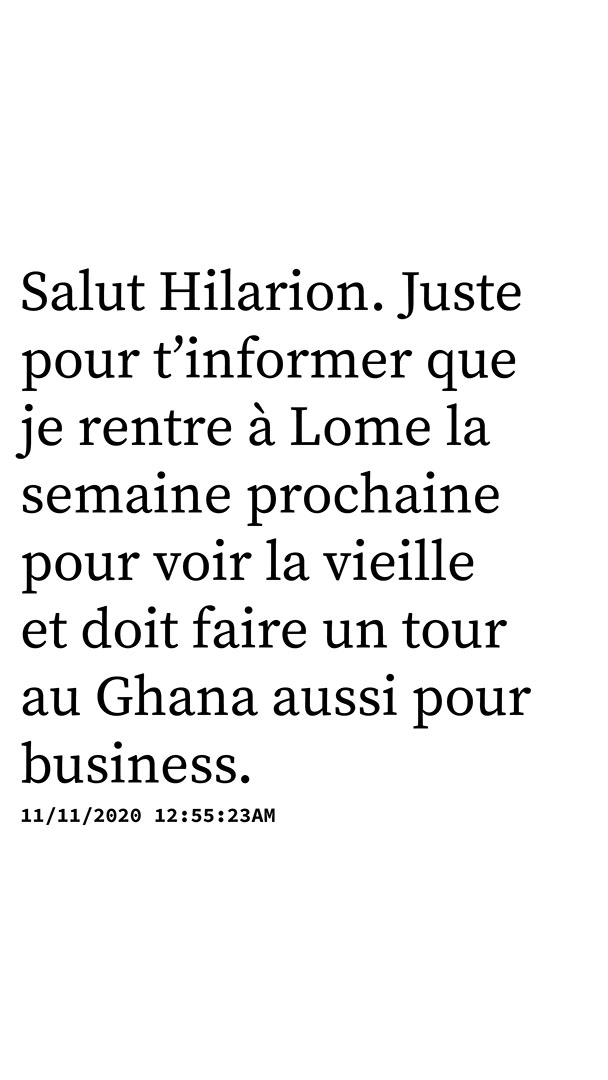 Salut Hilarion. Juste
pour t’informer que
je rentre à Lome la
semaine prochaine
pour voir la vieille
et doit faire un tour
au Ghana aussi pour
business.
11/11/2020 12:55:23AM